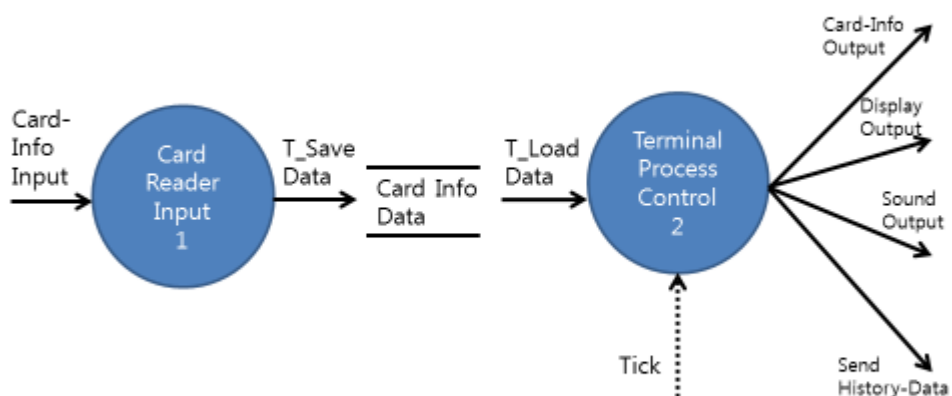 Card-
Info
Input
Card
Reader
Input
1
T_Save
Data
Card Info
Data
T_Load
Data
Terminal
Process
Control
2
Tick
Card-Info
Output
Display
Output
Sound
Output
Send
History-Data